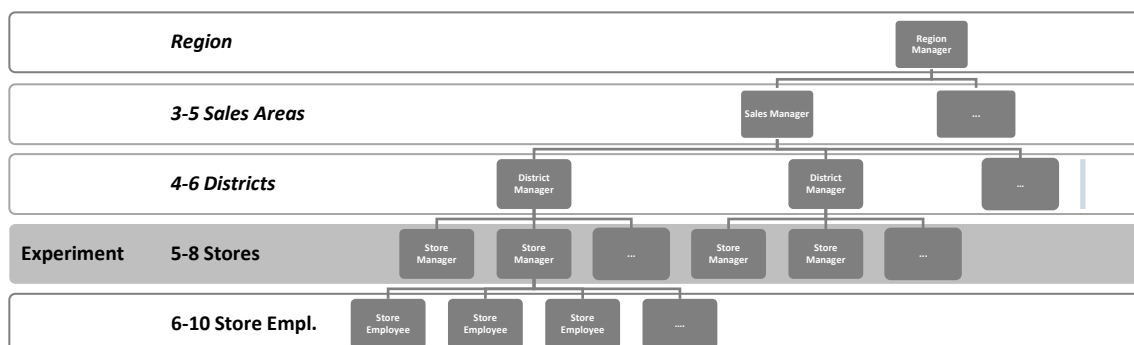 Region
Region
Manager
3-5 Sales Areas
Sales Manager
...
4-6 Districts
District
Manager
District
Manager
...
Experiment
5-8 Stores
Store
Manager
Store
Manager
...
Store
Manager
Store
Manager
...
6-10 Store Empl.
Store
Employee
Store
Employee
Store
Employee
....